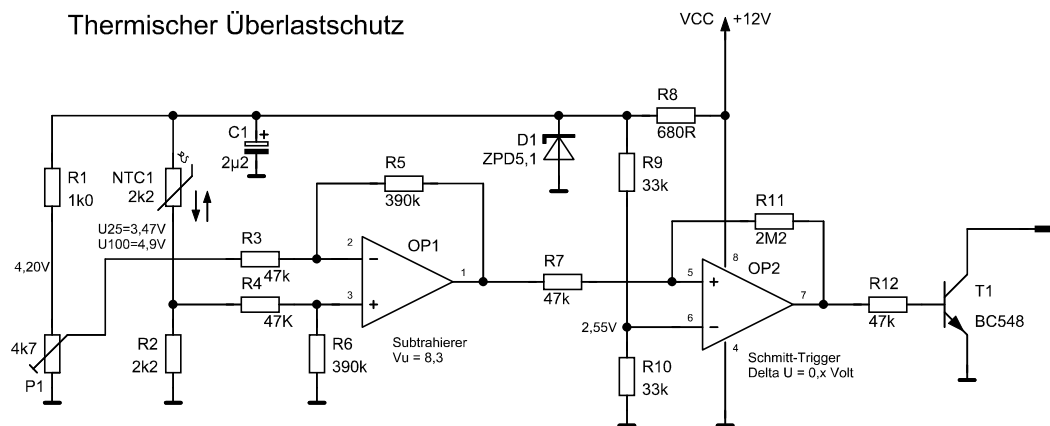 Thermischer Überlastschutz
VCC
+12V
R8
680R
C1
+
2µ2
D1
ZPD5,1
R1
1k0
NTC1
2k2
R5
390k
R9
33k
R11
2M2
U25=3,47V
U100=4,9V
4,20V
R3
47k
2
OP1
1
R7
47k
5
8
OP2
7
R12
47k
T1
BC548
R4
47K
3
2,55V
6
4
4k7
P1
R2
2k2
R6
390k
Subtrahierer
Vu = 8,3
R10
33k
Schmitt-Trigger
Delta U = 0,x Volt